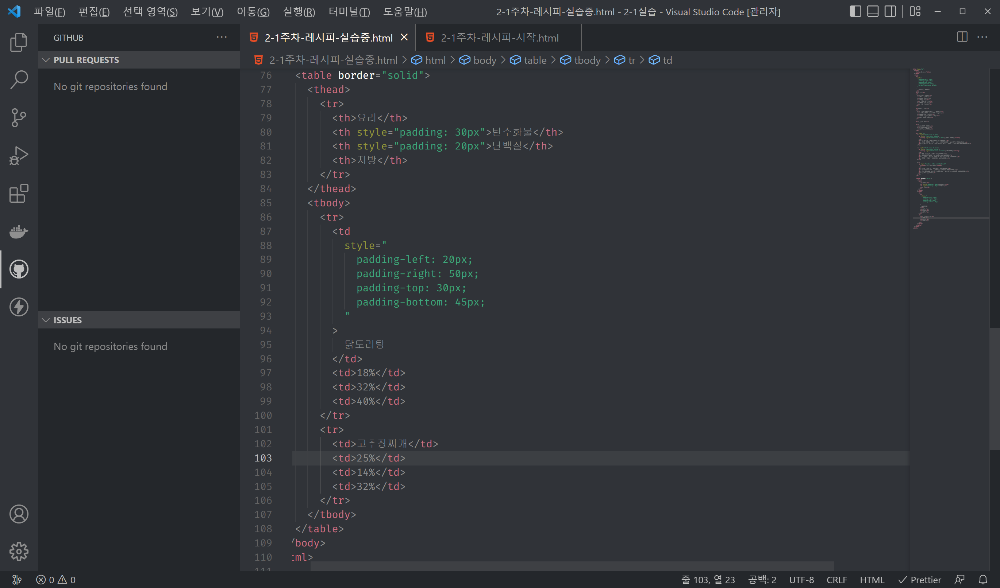 파일(F) 편집(E) 선택 영역(S) 보기(V) 이동(G) 실행(R) 터미널(T) 도움말(H) 2-1주차-레시피-실습중.html - 2-1실습 - Visual Studio Code [관리자]
GITHUB
PULL REQUESTS
No git repositories found
ISSUES
No git repositories found
2-1주차-레시피-실습중.html 2-1주차-레시피-시작.html
2-1주차-레시피-실습중.html > html > body > table > tbody > tr > td
76 <table border="solid">
77 <thead>
78 <tr>
79 <th>요리</th>
80 <th style="padding: 30px">탄수화물</th>
81 <th style="padding: 20px">단백질</th>
82 <th>지방</th>
83 </tr>
84 </thead>
85 <tbody>
86 <tr>
87 <td
88 style="
89 padding-left: 20px;
90 padding-right: 50px;
91 padding-top: 30px;
92 padding-bottom: 45px;
93 "
94 >
95 닭도리탕
96 </td>
97 <td>18%</td>
98 <td>32%</td>
99 <td>40%</td>
100 </tr>
101 <tr>
102 <td>고추장찌개</td>
103 <td>25%</td>
104 <td>14%</td>
105 <td>32%</td>
106 </tr>
107 </tbody>
108 </table>
109 /body>
110 tml>
111
0 0 줄 103, 열 23 공백: 2 UTF-8 CRLF HTML Prettier